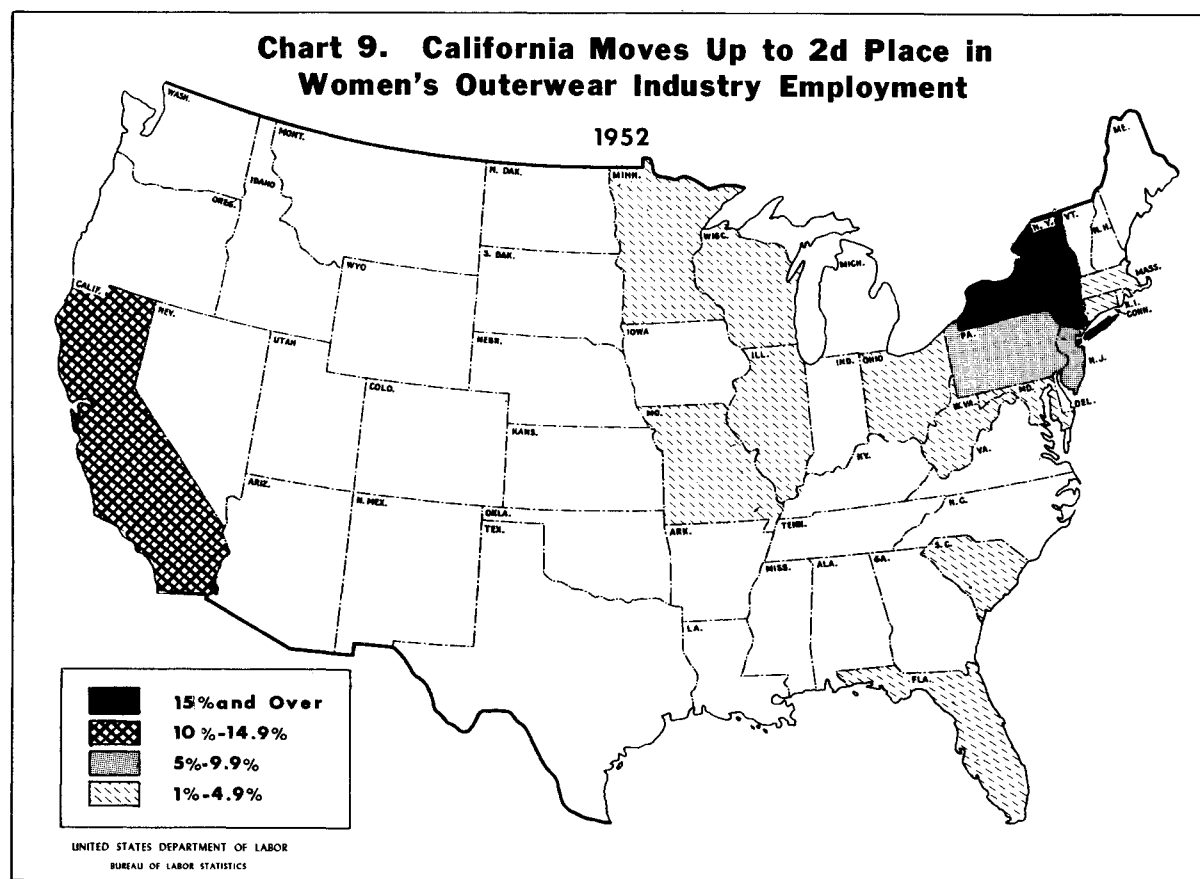 Chart 9. California Moves Up to 2d Place in
Women's Outerwear Industry Employment
1952
WASH.
MONT.
N. DAK.
MINN.
ME.
IDAHO
OREG.
N. Y.
VT.
N. H.
WISC.
S. DAK.
MICH.
WYO
MASS.
CALIF.
R. I.
CONN.
NEV.
IOWA
PA.
UTAH
NEBR.
ILL.
IND.
OHIO
N. J.
COLO.
MD.
W.VA.
DEL.
MO.
KANS.
VA.
KY.
ARIZ.
N. MEX.
N. C.
OKLA.
TEX.
ARK.
TENN.
S. C.
MISS.
ALA.
GA.
LA.
FLA.
15% and Over
10 %-14.9%
5%-9.9%
1%-4.9%
UNITED STATES DEPARTMENT OF LABOR
BUREAU OF LABOR STATISTICS